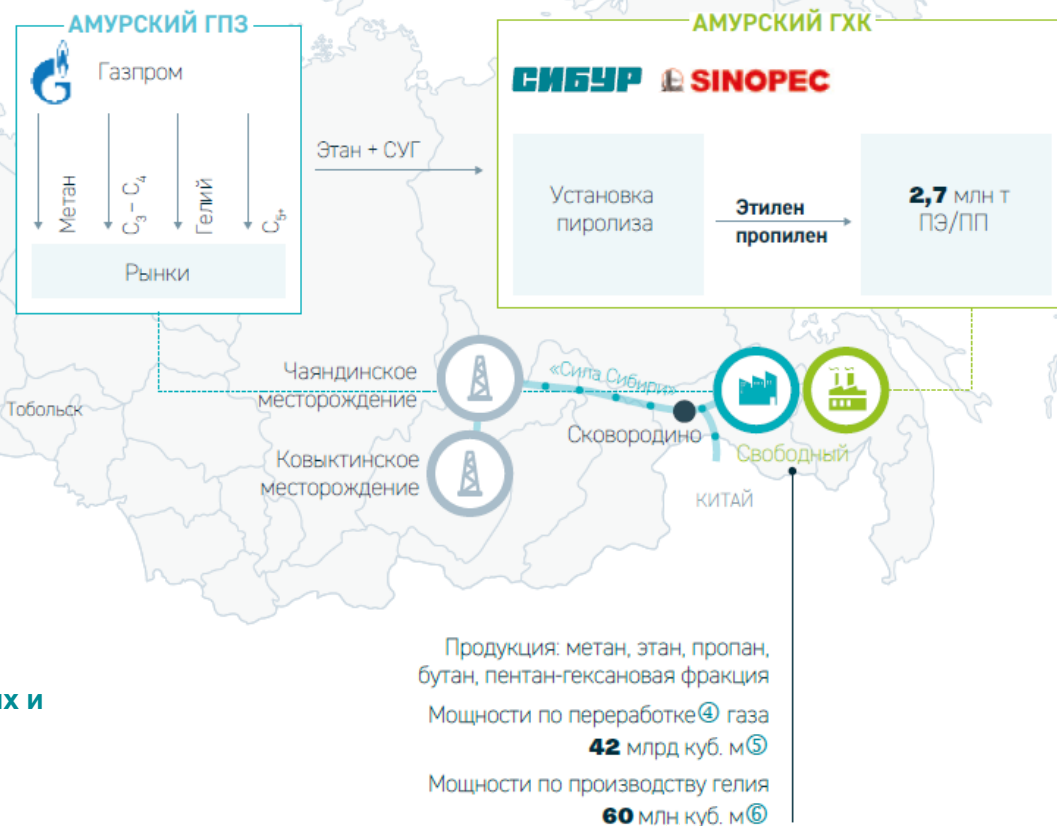 АМУРСКИЙ ГПЗ
Газпром
Метан
C₃ – C₄
Гелий
C₅₊
Рынки
Этан + СУГ
АМУРСКИЙ ГХК
СИБУР
SINOPEC
Установка
пиролиза
Этилен
пропилен
2,7 млн т
ПЭ/ПП
Тобольск
Чаяндинское
месторождение
«Сила Сибири»
Сковородино
Свободный
Ковыктинское
месторождение
КИТАЙ
Продукция: метан, этан, пропан,
бутан, пентан-гексановая фракция
их и
Мощности по переработке④ газа
42 млрд куб. м⑤
Мощности по производству гелия
60 млн куб. м⑥